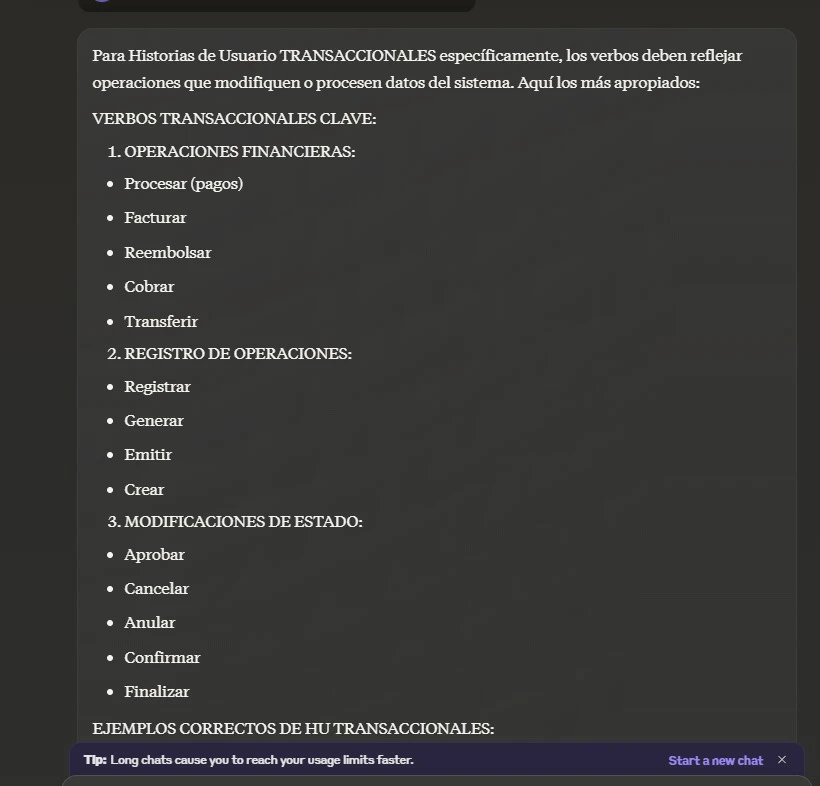 Para Historias de Usuario TRANSACCIONALES específicamente, los verbos deben reflejar
operaciones que modifiquen o procesen datos del sistema. Aquí los más apropiados:
VERBOS TRANSACCIONALES CLAVE:
1. OPERACIONES FINANCIERAS:
• Procesar (pagos)
• Facturar
• Reembolsar
• Cobrar
• Transferir
2. REGISTRO DE OPERACIONES:
• Registrar
• Generar
• Emitir
• Crear
3. MODIFICACIONES DE ESTADO:
• Aprobar
• Cancelar
• Anular
• Confirmar
• Finalizar
EJEMPLOS CORRECTOS DE HU TRANSACCIONALES:
Tip: Long chats cause you to reach your usage limits faster. Start a new chat ×